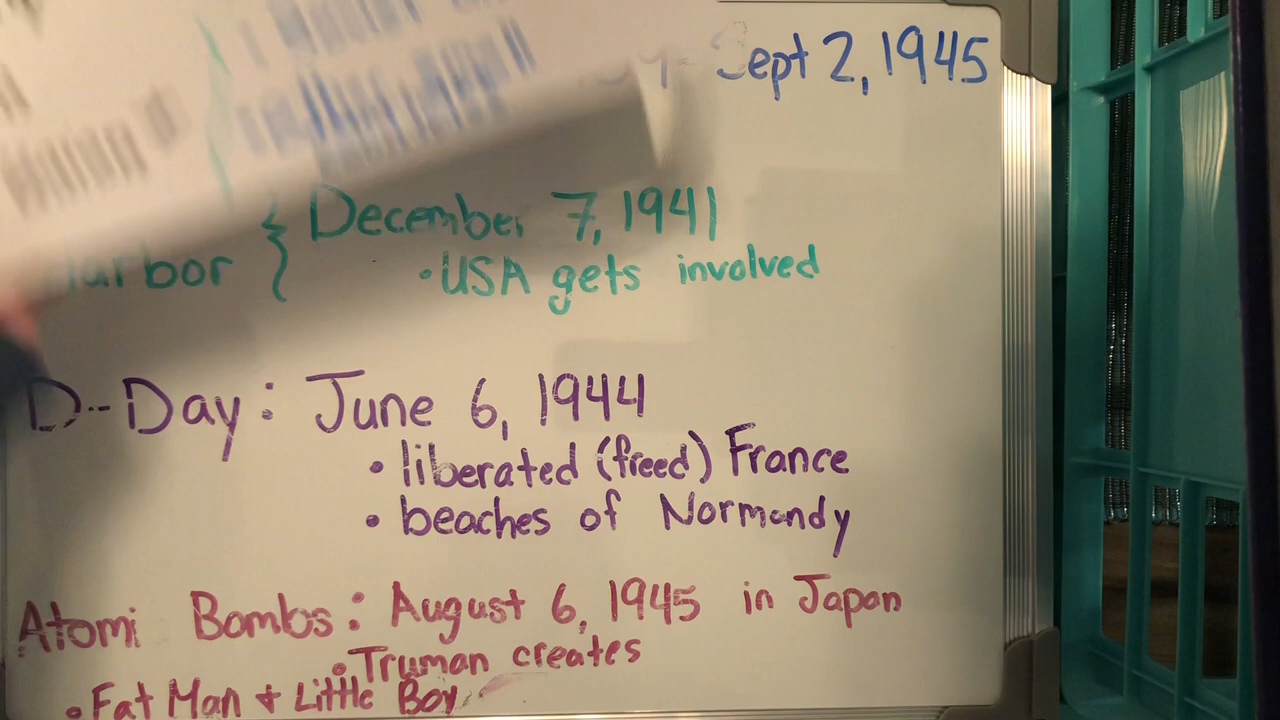 Sept 2, 1945
Harbor { December 7, 1941
• USA gets involved
D-Day: June 6, 1944
• liberated (freed) France
• beaches of Normandy
Atomi Bombs: August 6, 1945 in Japan
• Truman creates
• Fat Man & Little Boy